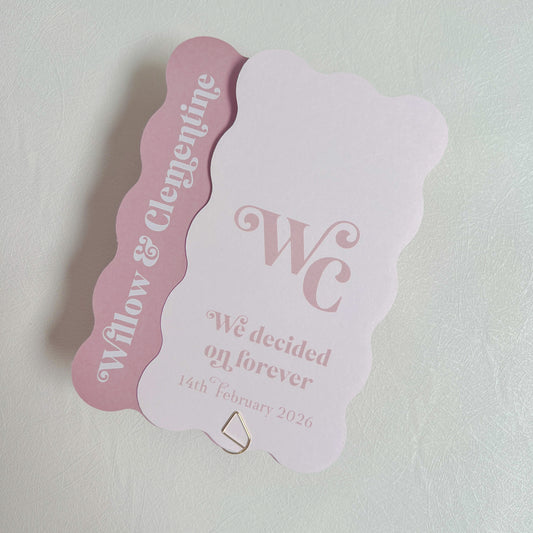 Willow & Clementine
WC
We decided
on forever
14th February 2026